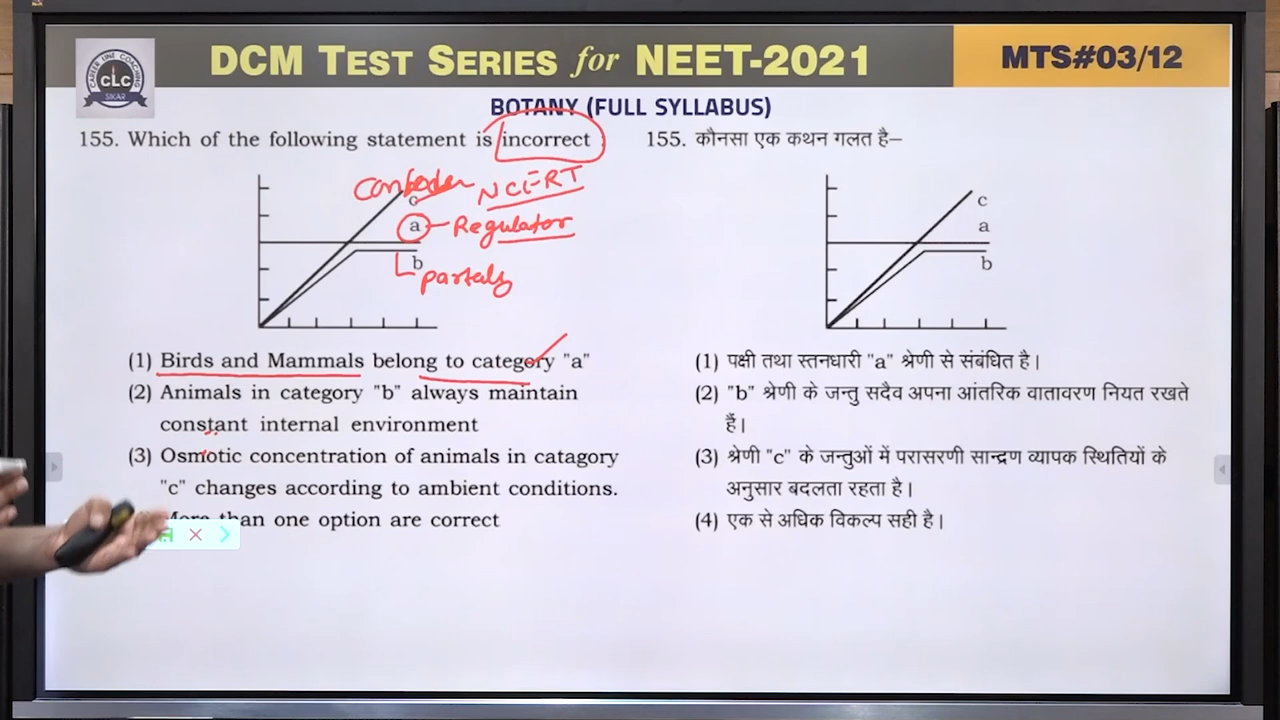 DCM TEST SERIES for NEET-2021
MTS#03/12
CAREER LINE COACHING
CLC
SIKAR
BOTANY (FULL SYLLABUS)
155. Which of the following statement is incorrect
NCERT
c
a
Regulator
b
partaly
(1) Birds and Mammals belong to category "a"
(2) Animals in category "b" always maintain
constant internal environment
(3) Osmotic concentration of animals in catagory
"c" changes according to ambient conditions.
More than one option are correct
155. कौनसा एक कथन गलत है–
c
a
b
(1) पक्षी तथा स्तनधारी "a" श्रेणी से संबंधित है।
(2) "b" श्रेणी के जन्तु सदैव अपना आंतरिक वातावरण नियत रखते
हैं।
(3) श्रेणी "c" के जन्तुओं में परासरणी सान्द्रण व्यापक स्थितियों के
अनुसार बदलता रहता है।
(4) एक से अधिक विकल्प सही है।